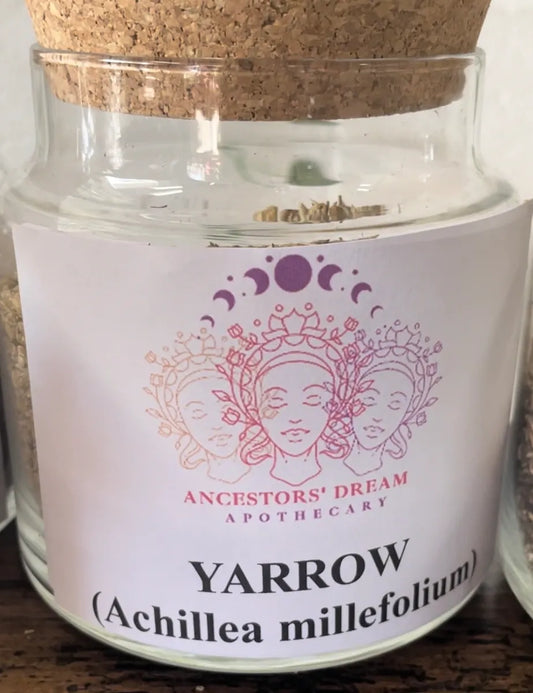 ANCESTORS' DREAM
APOTHECARY
YARROW
(Achillea millefolium)